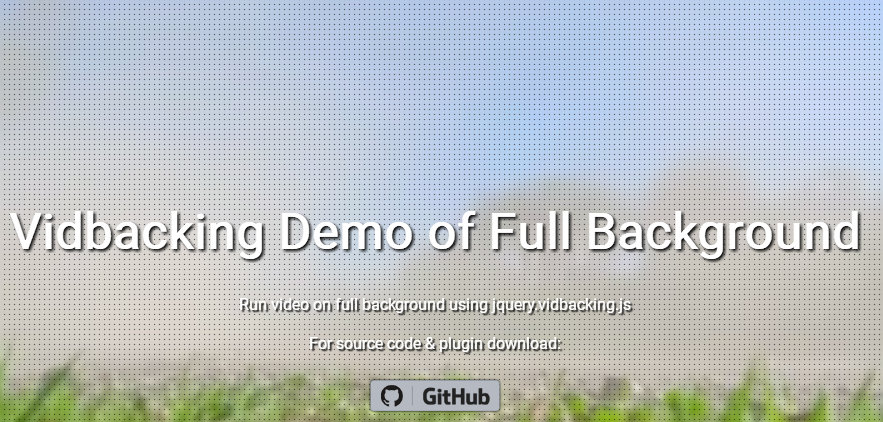 Vidbacking Demo of Full Background
Run video on full background using jquery.vidbacking.js
For source code & plugin download:
GitHub